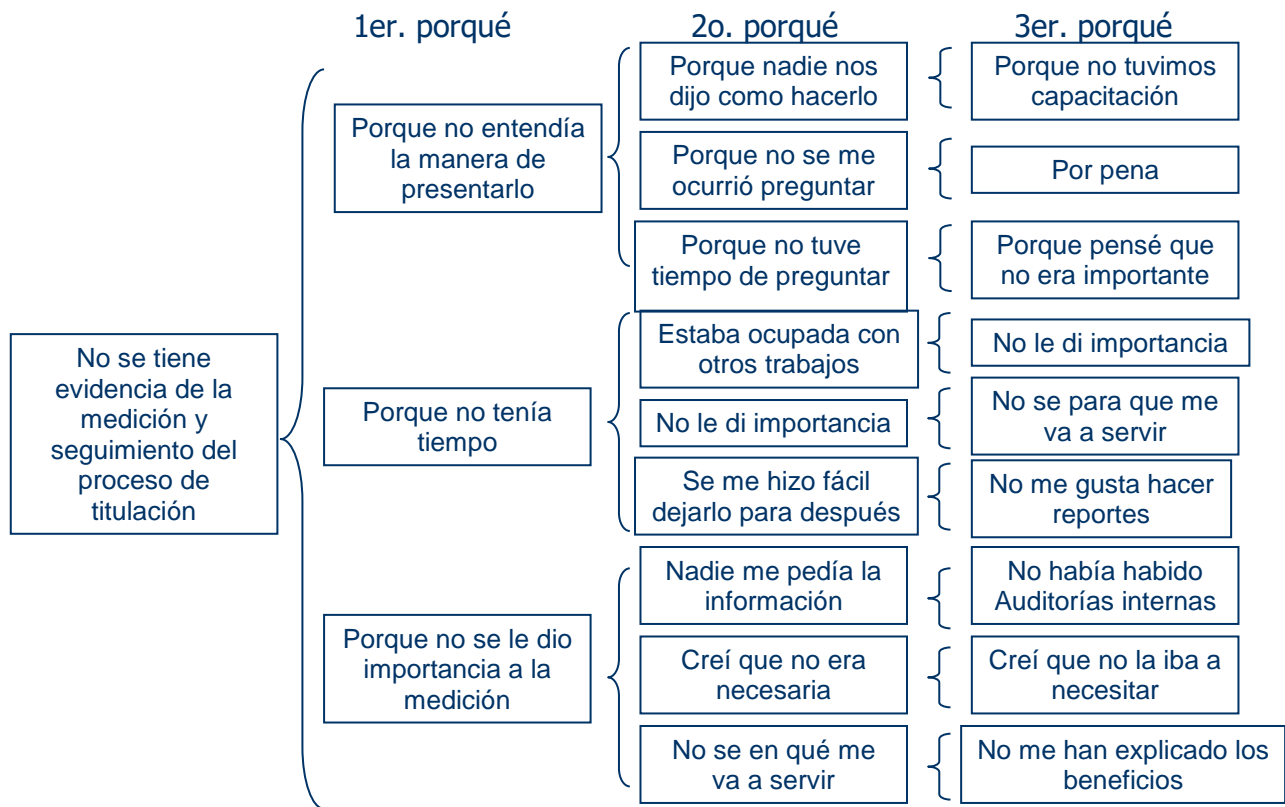 1er. porqué
2o. porqué
3er. porqué
No se tiene
evidencia de la
medición y
seguimiento del
proceso de
titulación
Porque no entendía
la manera de
presentarlo
Porque nadie nos
dijo como hacerlo
Porque no tuvimos
capacitación
Porque no se me
ocurrió preguntar
Por pena
Porque no tuve
tiempo de preguntar
Porque pensé que
no era importante
Porque no tenía
tiempo
Estaba ocupada con
otros trabajos
No le di importancia
No le di importancia
No se para que me
va a servir
Se me hizo fácil
dejarlo para después
No me gusta hacer
reportes
Porque no se le dio
importancia a la
medición
Nadie me pedía la
información
No había habido
Auditorías internas
Creí que no era
necesaria
Creí que no la iba a
necesitar
No se en qué me
va a servir
No me han explicado los
beneficios